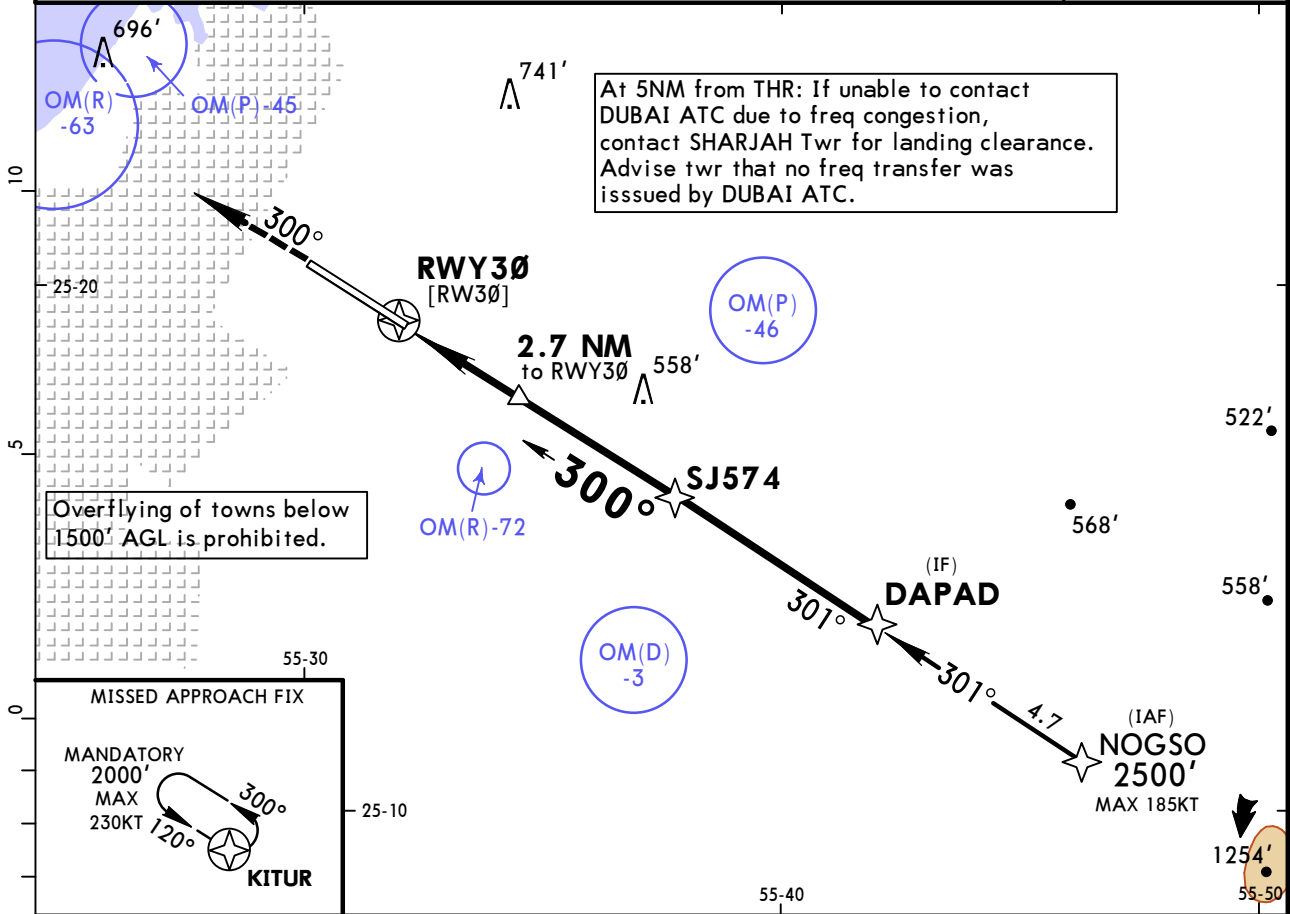 696'
OM(R)
-63
OM(P)-45
741'
At 5NM from THR: If unable to contact
DUBAI ATC due to freq congestion,
contact SHARJAH Twr for landing clearance.
Advise twr that no freq transfer was
isssued by DUBAI ATC.
10
300°
25-20
RWY3Ø
[RW3Ø]
OM(P)
-46
2.7 NM
to RWY3Ø
558'
522'
5
300°
SJ574
OM(R)-72
Overflying of towns below
1500' AGL is prohibited.
568'
(IF)
DAPAD
558'
301°
OM(D)
-3
55-30
301°
4.7
(IAF)
NOGSO
2500'
MAX 185KT
0
MISSED APPROACH FIX
MANDATORY
2000'
MAX
230KT
300°
120°
KITUR
25-10
1254'
55-40
55-50